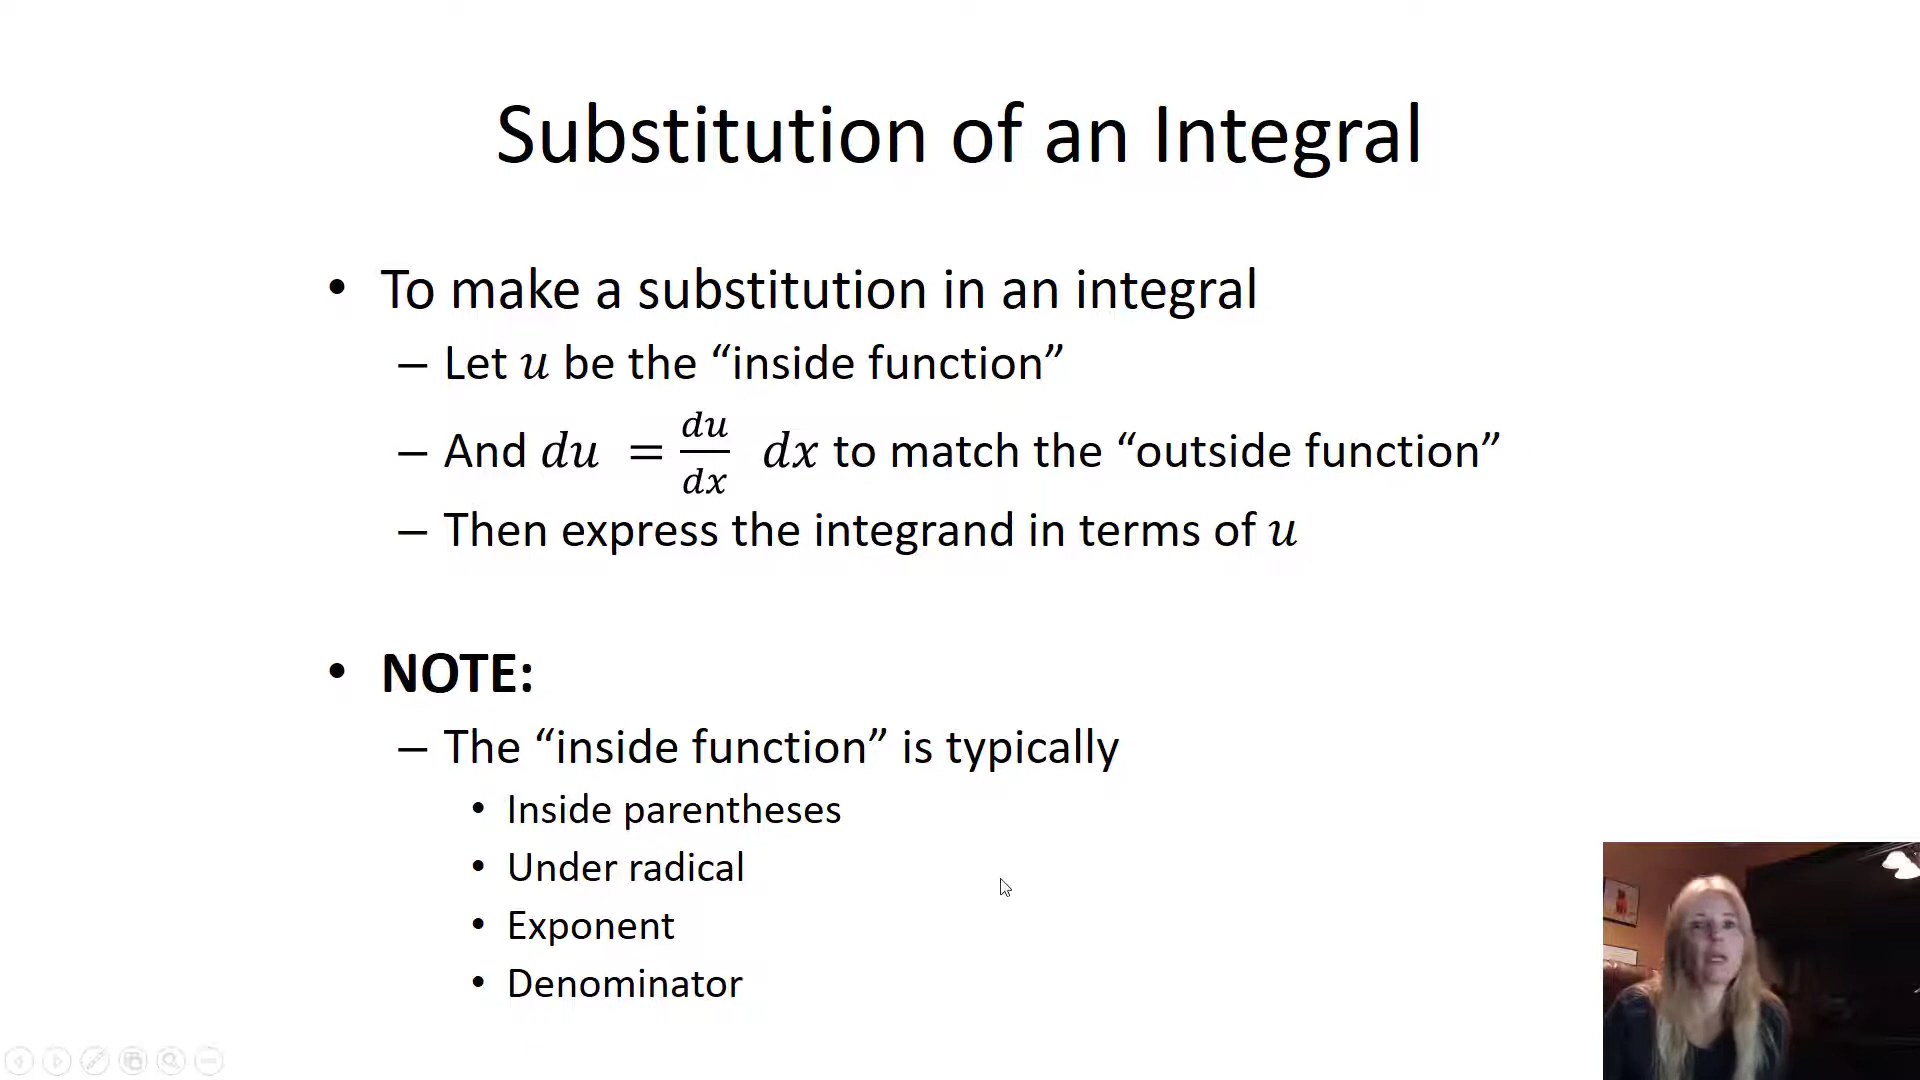 Substitution of an Integral
• To make a substitution in an integral
– Let u be the “inside function”
– And du = du/dx dx to match the “outside function”
– Then express the integrand in terms of u
• NOTE:
– The “inside function” is typically
• Inside parentheses
• Under radical
• Exponent
• Denominator